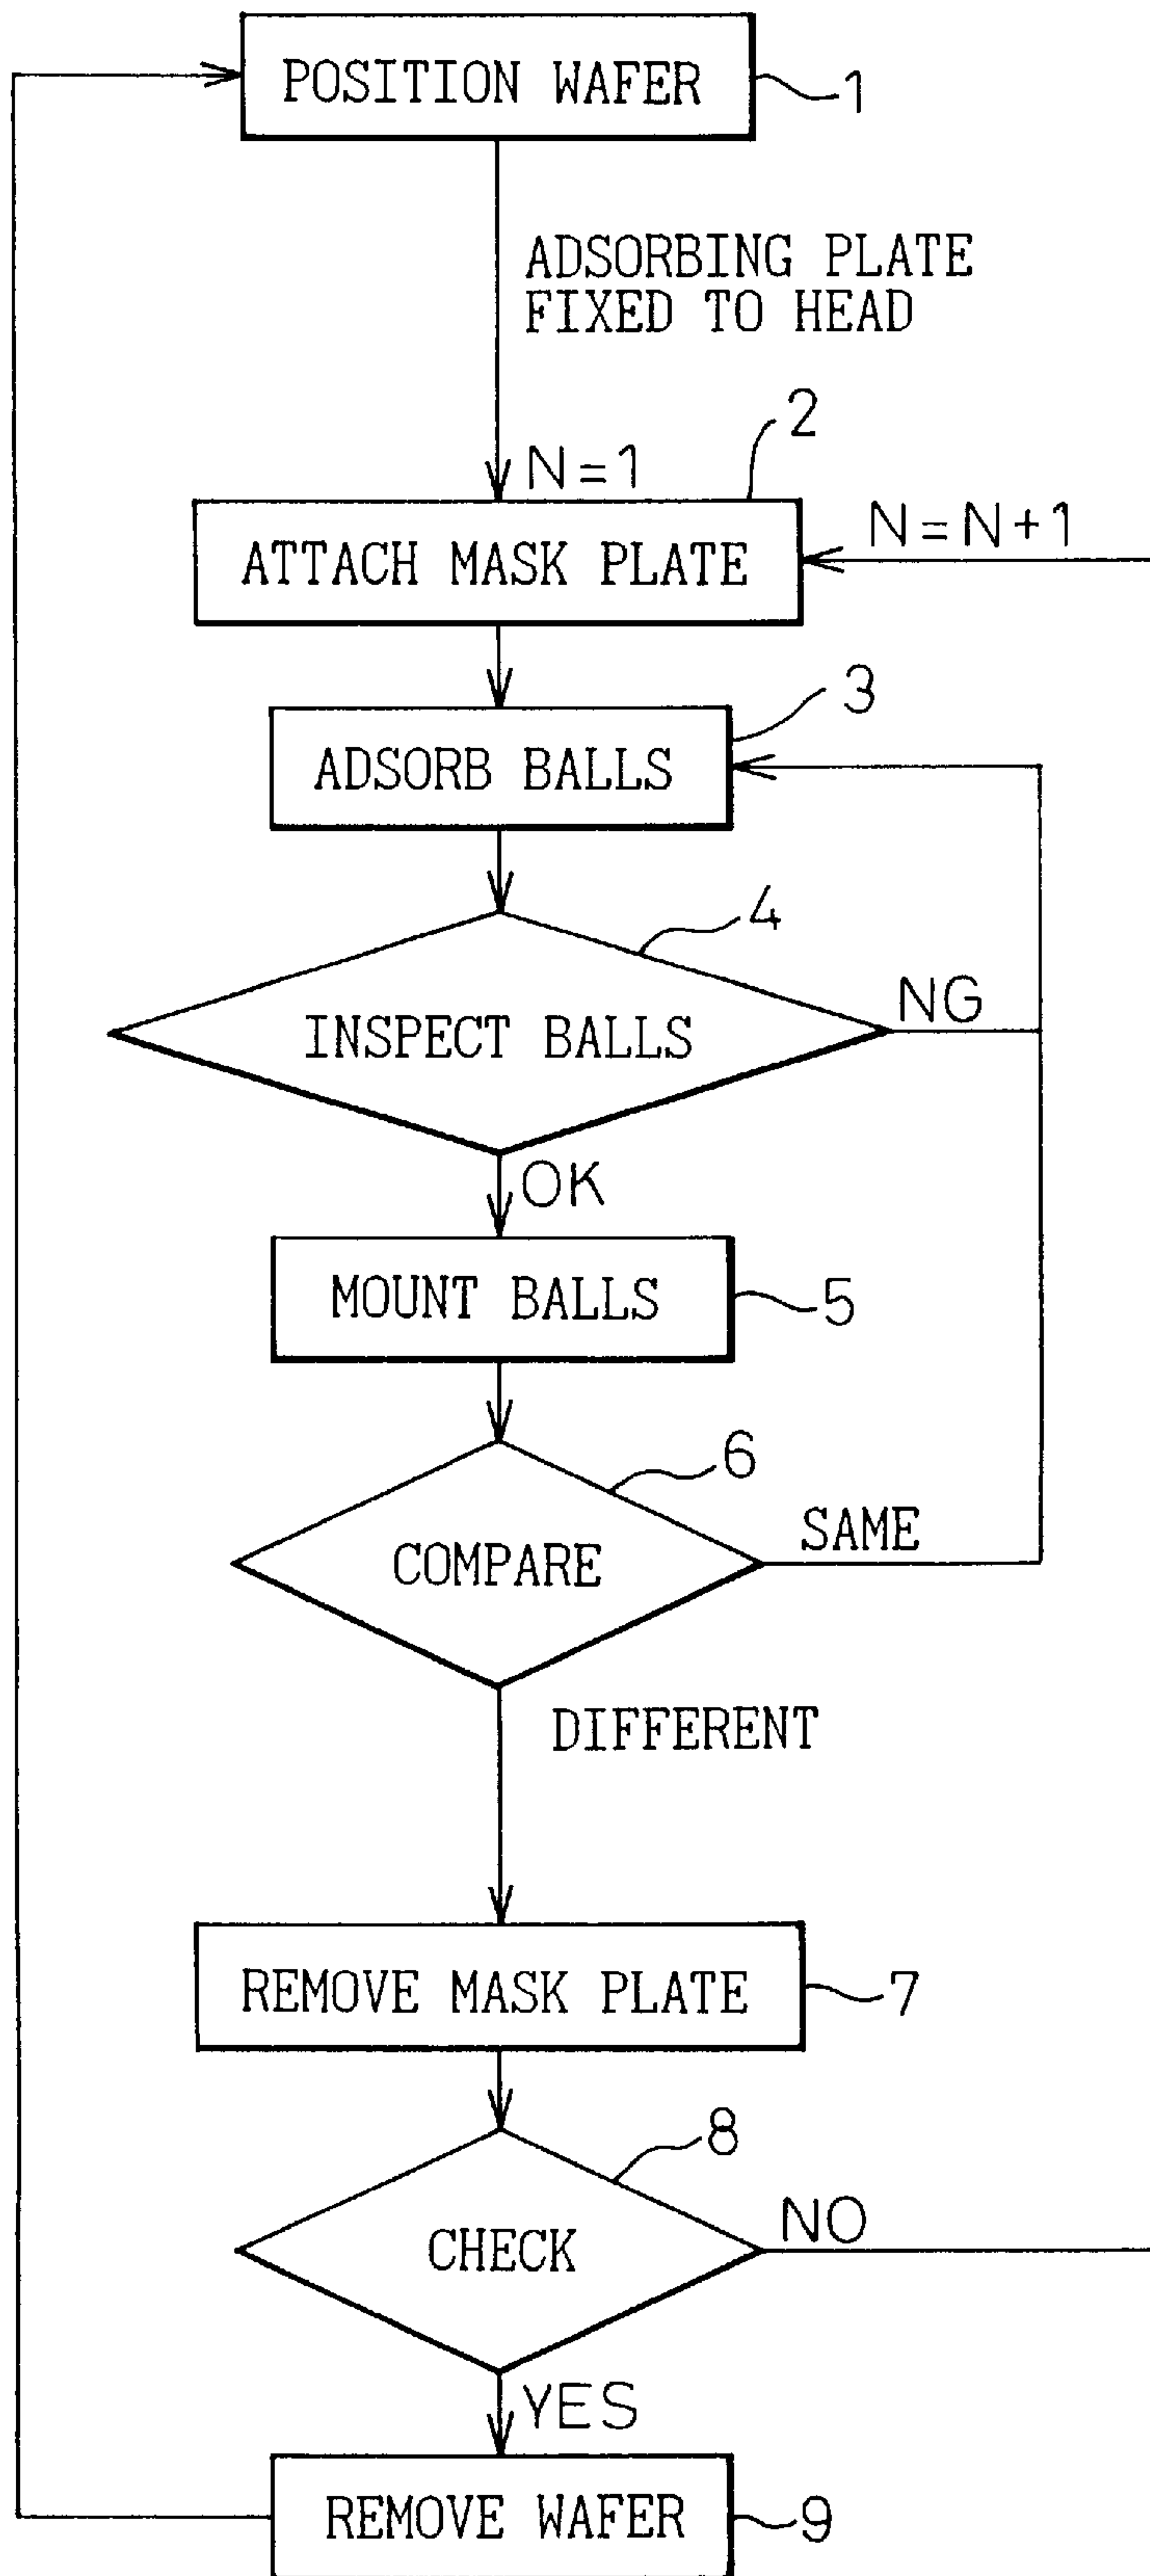 POSITION WAFER
1
ADSORBING PLATE
FIXED TO HEAD
2
N=1
N=N+1
ATTACH MASK PLATE
3
ADSORB BALLS
4
NG
INSPECT BALLS
OK
MOUNT BALLS
5
6
SAME
COMPARE
DIFFERENT
REMOVE MASK PLATE
7
8
NO
CHECK
YES
REMOVE WAFER
9